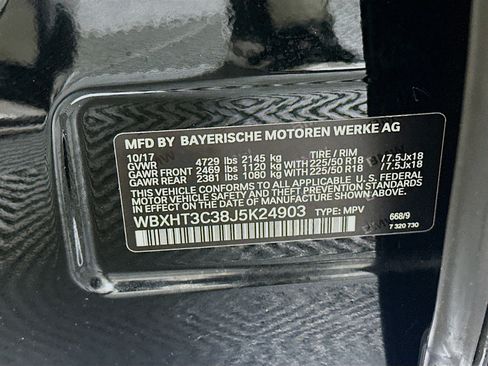 MFD BY BAYERISCHE MOTOREN WERKE AG
10/17 TIRE / RIM
GVWR 4729 lbs 2145 kg
GAWR FRONT 2469 lbs 1120 kg WITH 225/50 R18 /7.5Jx18
GAWR REAR 2381 lbs 1080 kg WITH 225/50 R18 /7.5Jx18
THIS VEHICLE CONFORMS TO ALL APPLICABLE FEDERAL
MOTOR VEHICLE SAFETY STANDARDS IN EFFECT ON THE
DATE OF MANUFACTURE SHOWN ABOVE.
WBXHT3C38J5K24903 TYPE: MPV 668/9
7 320 730